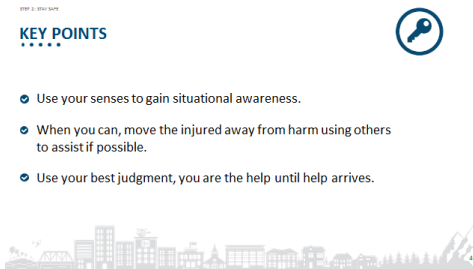 STEP 2: STAY SAFE
KEY POINTS
Use your senses to gain situational awareness.
When you can, move the injured away from harm using others
to assist if possible.
Use your best judgment, you are the help until help arrives.